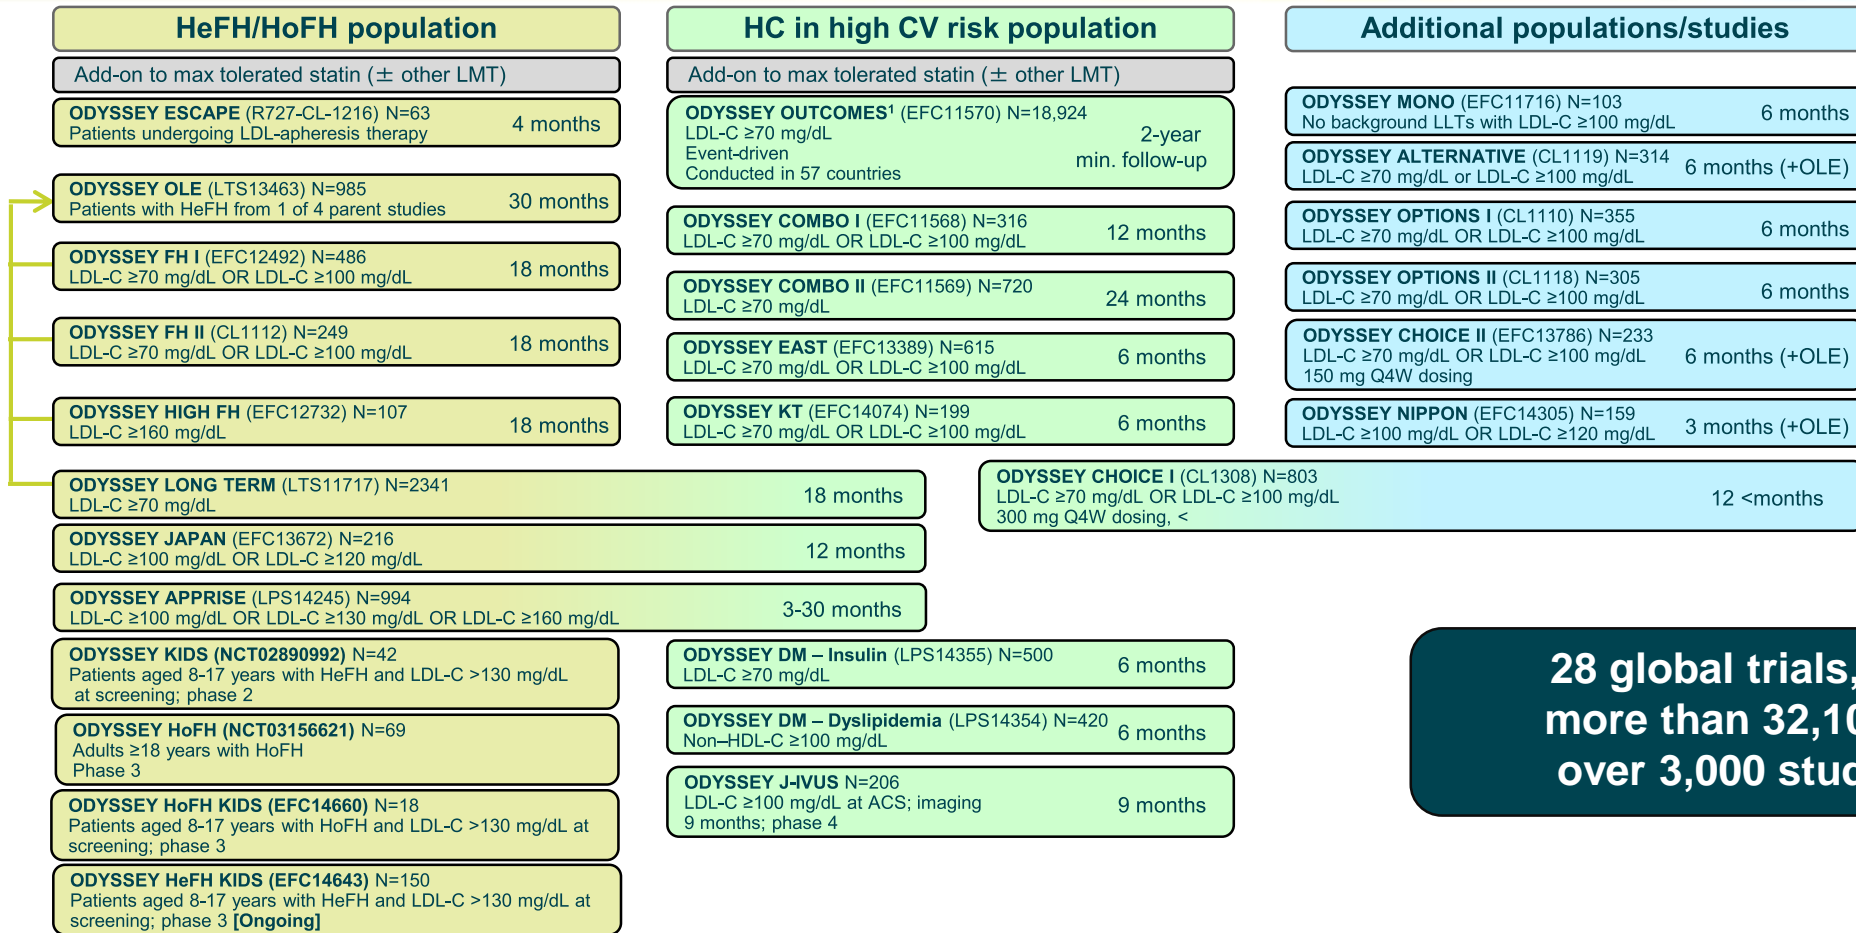 HeFH/HoFH population
Add-on to max tolerated statin (± other LMT)
ODYSSEY ESCAPE (R727-CL-1216) N=63
Patients undergoing LDL-apheresis therapy
4 months
ODYSSEY OLE (LTS13463) N=985
Patients with HeFH from 1 of 4 parent studies
30 months
ODYSSEY FH I (EFC12492) N=486
LDL-C ≥70 mg/dL OR LDL-C ≥100 mg/dL
18 months
ODYSSEY FH II (CL1112) N=249
LDL-C ≥70 mg/dL OR LDL-C ≥100 mg/dL
18 months
ODYSSEY HIGH FH (EFC12732) N=107
LDL-C ≥160 mg/dL
18 months
ODYSSEY LONG TERM (LTS11717) N=2341
LDL-C ≥70 mg/dL
18 months
ODYSSEY JAPAN (EFC13672) N=216
LDL-C ≥100 mg/dL OR LDL-C ≥120 mg/dL
12 months
ODYSSEY APPRISE (LPS14245) N=994
LDL-C ≥100 mg/dL OR LDL-C ≥130 mg/dL OR LDL-C ≥160 mg/dL
3-30 months
ODYSSEY KIDS (NCT02890992) N=42
Patients aged 8-17 years with HeFH and LDL-C >130 mg/dL
at screening; phase 2
ODYSSEY HoFH (NCT03156621) N=69
Adults ≥18 years with HoFH
Phase 3
ODYSSEY HoFH KIDS (EFC14660) N=18
Patients aged 8-17 years with HoFH and LDL-C >130 mg/dL at
screening; phase 3
ODYSSEY HeFH KIDS (EFC14643) N=150
Patients aged 8-17 years with HeFH and LDL-C >130 mg/dL at
screening; phase 3 [Ongoing]
HC in high CV risk population
Add-on to max tolerated statin (± other LMT)
ODYSSEY OUTCOMES¹ (EFC11570) N=18,924
LDL-C ≥70 mg/dL
Event-driven
Conducted in 57 countries
2-year
min. follow-up
ODYSSEY COMBO I (EFC11568) N=316
LDL-C ≥70 mg/dL OR LDL-C ≥100 mg/dL
12 months
ODYSSEY COMBO II (EFC11569) N=720
LDL-C ≥70 mg/dL
24 months
ODYSSEY EAST (EFC13389) N=615
LDL-C ≥70 mg/dL OR LDL-C ≥100 mg/dL
6 months
ODYSSEY KT (EFC14074) N=199
LDL-C ≥70 mg/dL OR LDL-C ≥100 mg/dL
6 months
ODYSSEY DM – Insulin (LPS14355) N=500
LDL-C ≥70 mg/dL
6 months
ODYSSEY DM – Dyslipidemia (LPS14354) N=420
Non–HDL-C ≥100 mg/dL
6 months
ODYSSEY J-IVUS N=206
LDL-C ≥100 mg/dL at ACS; imaging
9 months; phase 4
9 months
Additional populations/studies
ODYSSEY MONO (EFC11716) N=103
No background LLTs with LDL-C ≥100 mg/dL
6 months
ODYSSEY ALTERNATIVE (CL1119) N=314
LDL-C ≥70 mg/dL or LDL-C ≥100 mg/dL
6 months (+OLE)
ODYSSEY OPTIONS I (CL1110) N=355
LDL-C ≥70 mg/dL OR LDL-C ≥100 mg/dL
6 months
ODYSSEY OPTIONS II (CL1118) N=305
LDL-C ≥70 mg/dL OR LDL-C ≥100 mg/dL
6 months
ODYSSEY CHOICE II (EFC13786) N=233
LDL-C ≥70 mg/dL OR LDL-C ≥100 mg/dL
150 mg Q4W dosing
6 months (+OLE)
ODYSSEY NIPPON (EFC14305) N=159
LDL-C ≥100 mg/dL OR LDL-C ≥120 mg/dL
3 months (+OLE)
ODYSSEY CHOICE I (CL1308) N=803
LDL-C ≥70 mg/dL OR LDL-C ≥100 mg/dL
300 mg Q4W dosing, <
12 <months
28 global trials,
more than 32,10
over 3,000